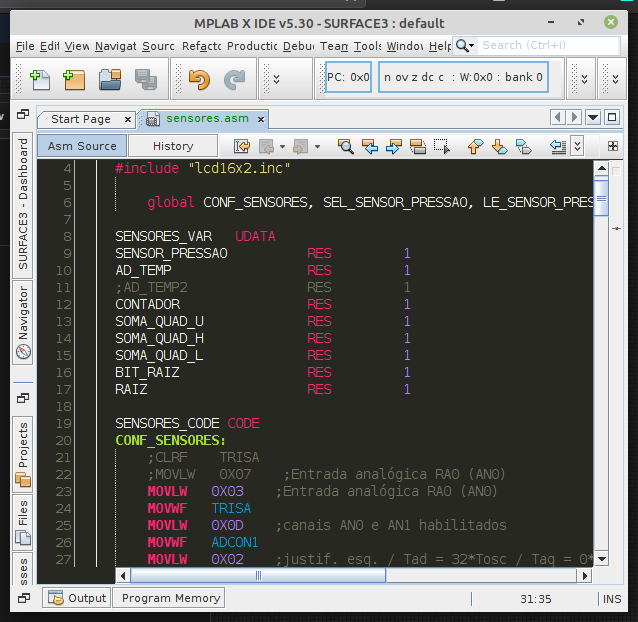 MPLAB X IDE v5.30 - SURFACE3 : default
File Edit View Navigat Sourc Refacto Productic Debu Tean Tools Windov Help Search (Ctrl+I)
PC: 0x0 n ov z dc c : W:0x0 : bank 0
Start Page × sensores.asm ×
Asm Source History
SURFACE3 - Dashboard
Navigator
Projects
Files
sses
4 #include "lcd16x2.inc"
5
6 global CONF_SENSORES, SEL_SENSOR_PRESSAO, LE_SENSOR_PRES
7
8 SENSORES_VAR UDATA
9 SENSOR_PRESSAO RES 1
10 AD_TEMP RES 1
11 ;AD_TEMP2 RES 1
12 CONTADOR RES 1
13 SOMA_QUAD_U RES 1
14 SOMA_QUAD_H RES 1
15 SOMA_QUAD_L RES 1
16 BIT_RAIZ RES 1
17 RAIZ RES 1
18
19 SENSORES_CODE CODE
20 CONF_SENSORES:
21 ;CLRF TRISA
22 ;MOVLW 0X07 ;Entrada analógica RA0 (AN0)
23 MOVLW 0X03 ;Entrada analógica RA0 (AN0)
24 MOVWF TRISA
25 MOVLW 0X0D ;canais AN0 e AN1 habilitados
26 MOVWF ADCON1
27 MOVLW 0X02 ;justif. esq. / Tad = 32*Tosc / Taq = 0*
Output Program Memory 31:35 INS